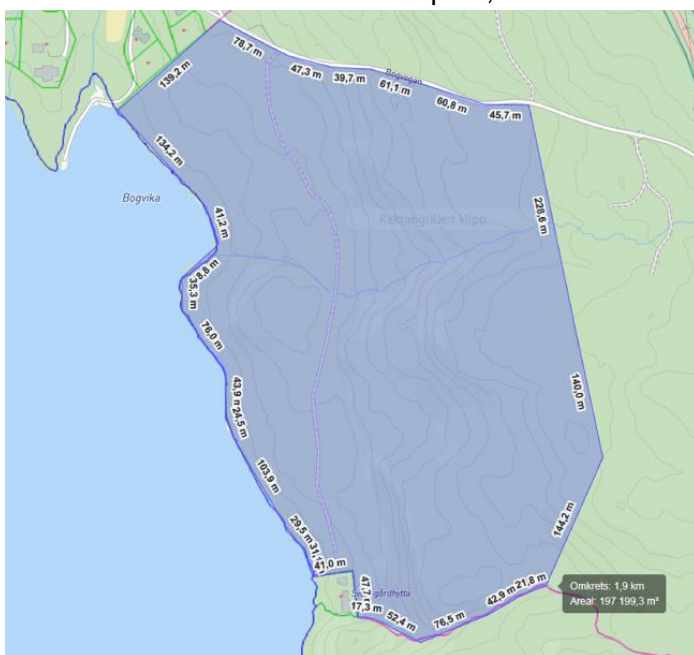 78,7 m
47,3 m
39,7 m
Bogvegen
61,1 m
60,8 m
45,7 m
139,2 m
134,2 m
Bogvika
41,2 m
228,6 m
Rektangulært klipp
35,3 m
76,0 m
140,0 m
43,9 m
24,5 m
103,9 m
144,2 m
29,5 m
41,0 m
17,3 m
52,4 m
76,5 m
42,9 m
21,8 m
Omkrets: 1,9 km
Areal: 197 199,3 m²